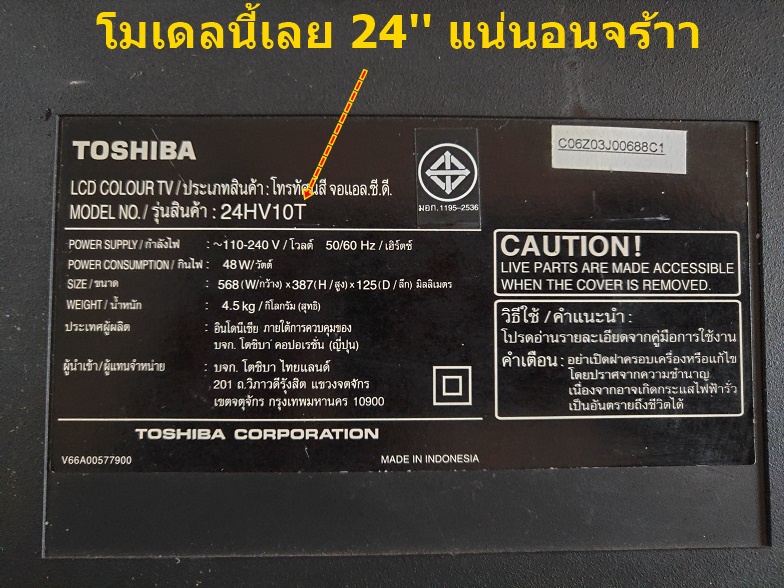 โมเดลนี้เลย 24'' แน่นอนจร้าา
TOSHIBA
LCD COLOUR TV / ประเภทสินค้า : โทรทัศน์สี จอแอล.ซี.ดี.
MODEL NO. / รุ่นสินค้า : 24HV10T
มอก. 1195-2536
C06Z03J00688C1
POWER SUPPLY / กำลังไฟ : ~110-240 V / โวลต์ 50/60 Hz / เฮิร์ตซ์
POWER CONSUMPTION / กินไฟ : 48 W/ วัตต์
SIZE / ขนาด : 568 (W/กว้าง) x387(H / สูง) x125(D / ลึก) มิลลิเมตร
WEIGHT / น้ำหนัก : 4.5 kg / กิโลกรัม (สุทธิ)
ประเทศผู้ผลิต : อินโดนีเซีย ภายใต้การควบคุมของ
บจก. โตชิบา คอปอเรชั่น (ญี่ปุ่น)
ผู้นำเข้า/ผู้แทนจำหน่าย : บจก. โตชิบา ไทยแลนด์
201 ถ.วิภาวดีรังสิต แขวงจตุจักร
เขตจตุจักร กรุงเทพมหานคร 10900
CAUTION!
LIVE PARTS ARE MADE ACCESSIBLE
WHEN THE COVER IS REMOVED.
วิธีใช้ / คำแนะนำ :
โปรดอ่านรายละเอียดจากคู่มือการใช้งาน
คำเตือน : อย่าเปิดฝาครอบเครื่องหรือแก้ไข
โดยปราศจากความชำนาญ
เนื่องจากอาจเกิดกระแสไฟฟ้ารั่ว
เป็นอันตรายถึงชีวิตได้
TOSHIBA CORPORATION
V66A00577900
MADE IN INDONESIA